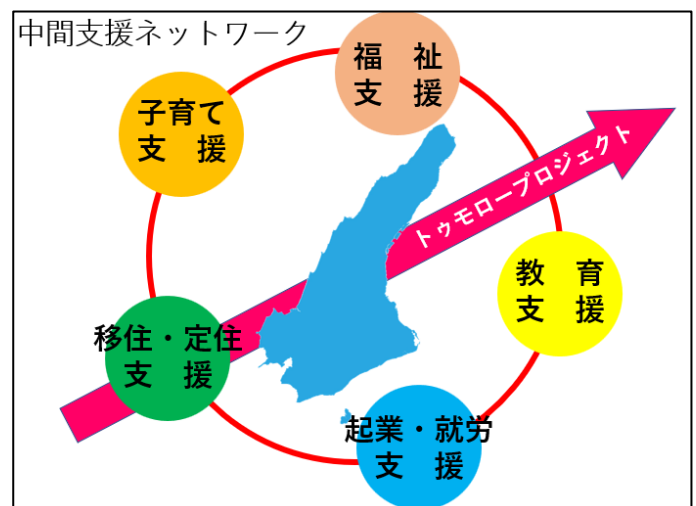 中間支援ネットワーク
福　祉
支　援
子育て
支　援
トゥモロープロジェクト
教　育
支　援
移住・定住
支　援
起業・就労
支　援